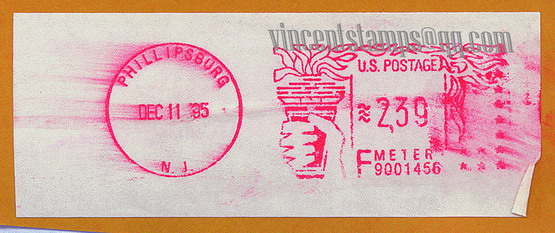 vincentstamps@qq.com
PHILLIPSBURG
DEC 11 '95
N. J.
U.S. POSTAGE
≈2,39
F METER
9001456